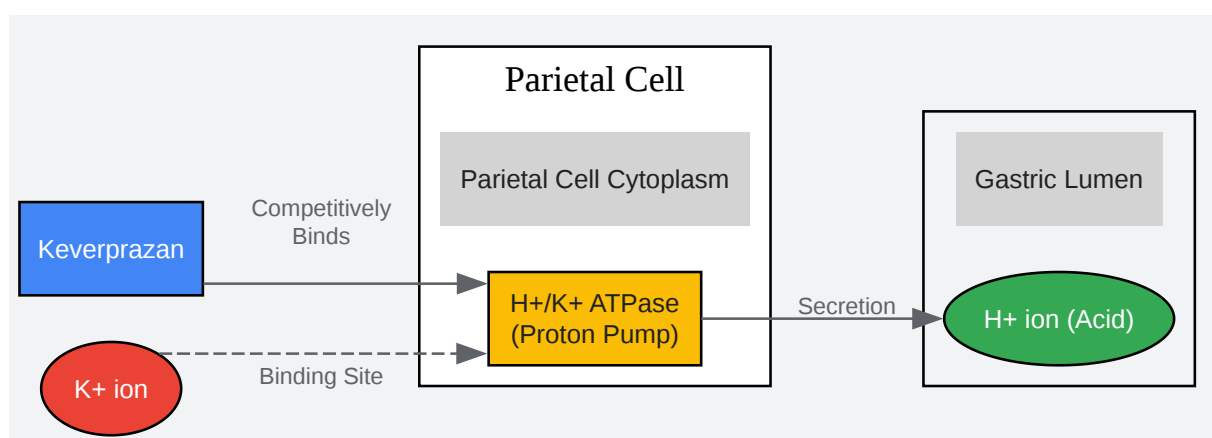 Parietal Cell
Parietal Cell Cytoplasm
Gastric Lumen
Competitively
Binds
Keverprazan
H+/K+ ATPase
(Proton Pump)
Secretion
H+ ion (Acid)
Binding Site
K+ ion